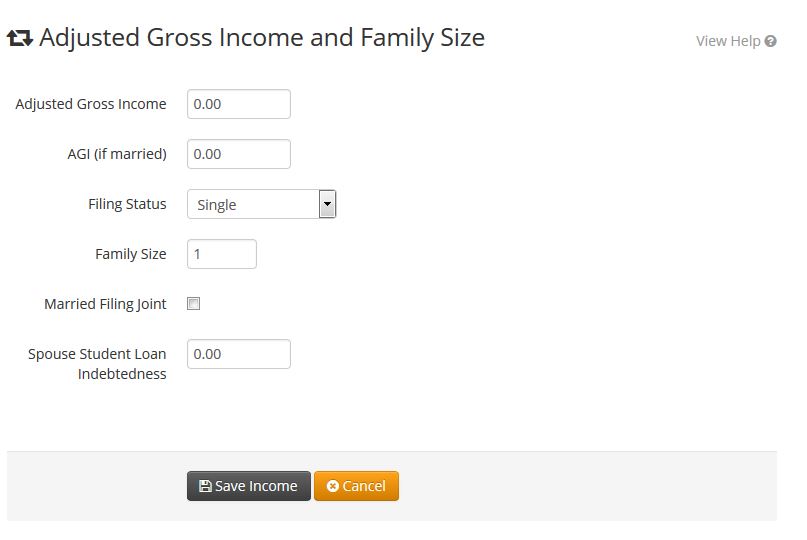 Adjusted Gross Income and Family Size
View Help
Adjusted Gross Income 0.00
AGI (if married) 0.00
Filing Status Single
Family Size 1
Married Filing Joint
Spouse Student Loan 0.00
Indebtedness
Save Income Cancel